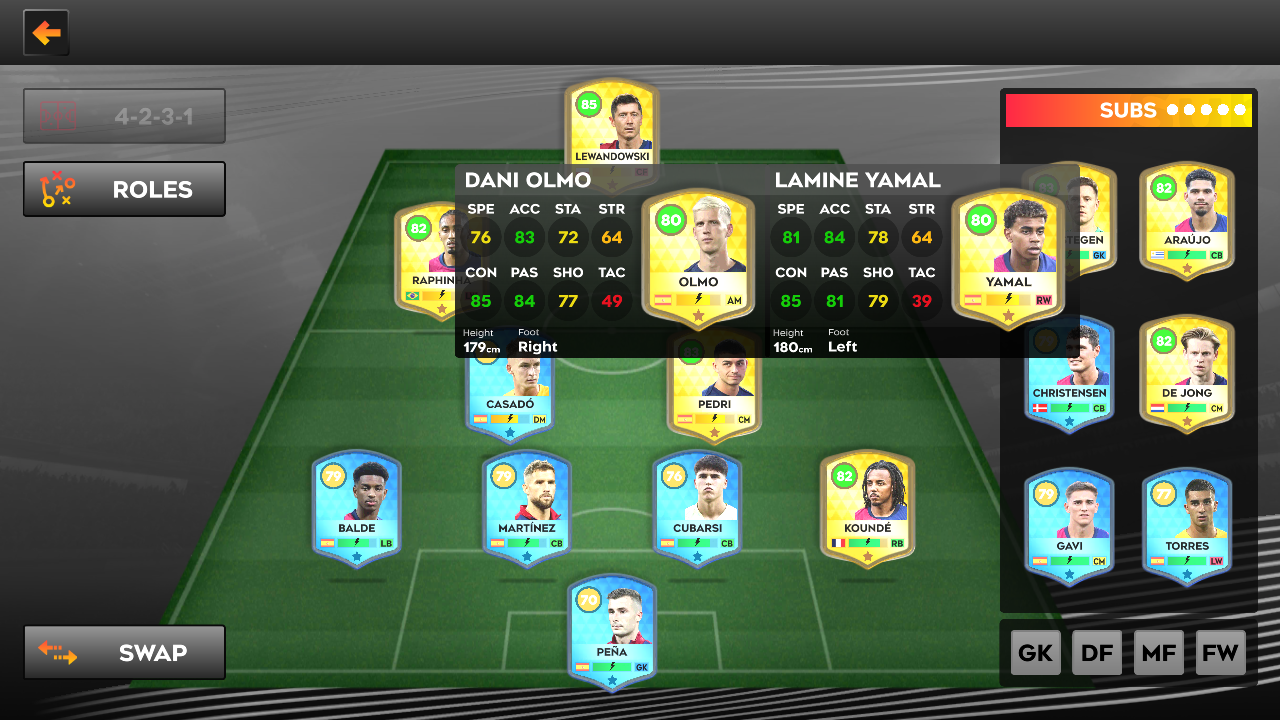 4-2-3-1
ROLES
SWAP
85
LEWANDOWSKI
82
RAPHINHA
DANI OLMO
SPE ACC STA STR
76 83 72 64
CON PAS SHO TAC
85 84 77 49
Height Foot
179cm Right
80
OLMO
AM
LAMINE YAMAL
SPE ACC STA STR
81 84 78 64
CON PAS SHO TAC
85 81 79 39
Height Foot
180cm Left
80
YAMAL
RW
CASADÓ
DM
83
PEDRI
CM
79
BALDE
LB
79
MARTÍNEZ
CB
76
CUBARSI
CB
82
KOUNDÉ
RB
70
PEÑA
GK
SUBS
83
STEGEN
GK
82
ARAÚJO
CB
CHRISTENSEN
CB
82
DE JONG
CM
79
GAVI
CM
77
TORRES
LW
GK DF MF FW